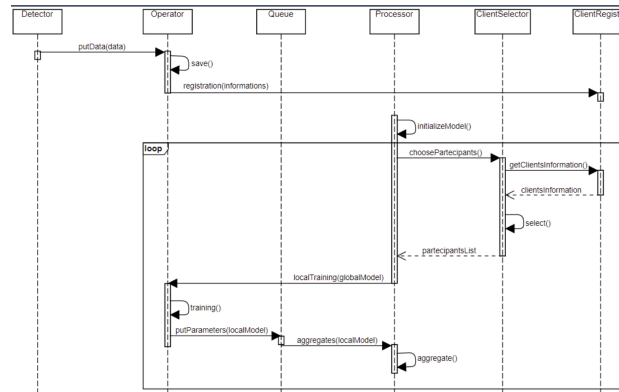 Detector
Operator
Queue
Processor
ClientSelector
ClientRegist
putData(data)
save()
registration(informations)
initializeModel()
loop
choosePartecipants()
getClientsInformation()
clientsInformation
select()
partecipantsList
localTraining(globalModel)
training()
putParameters(localModel)
aggregates(localModel)
aggregate()